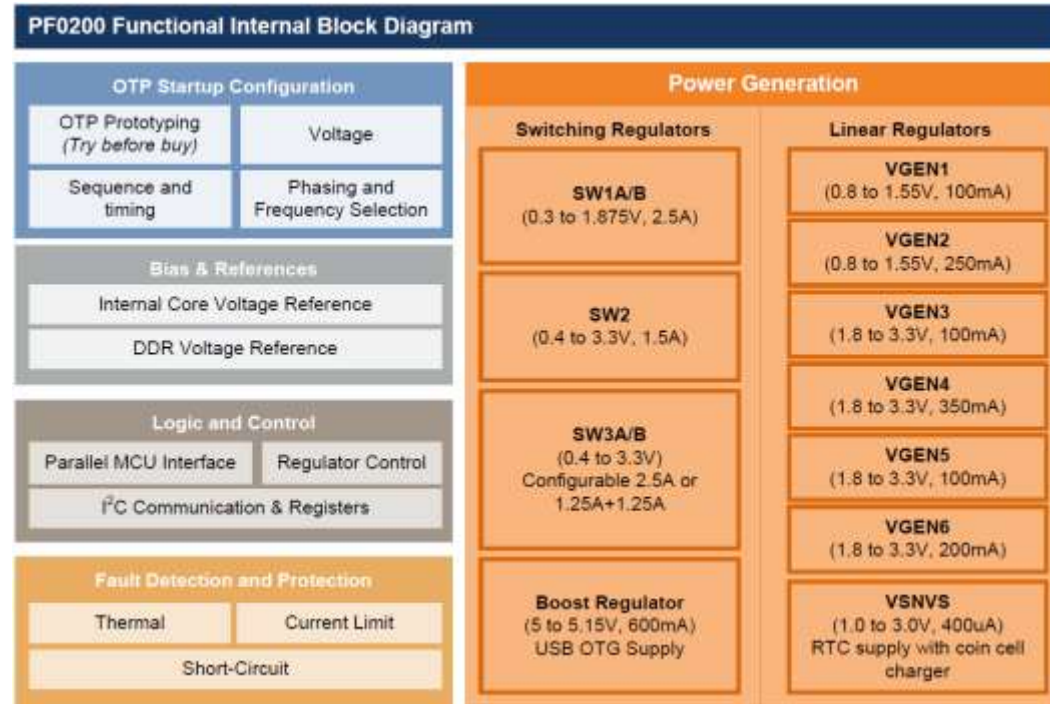 PF0200 Functional Internal Block Diagram
OTP Startup Configuration
OTP Prototyping
(Try before buy)
Voltage
Sequence and
timing
Phasing and
Frequency Selection
Bias & References
Internal Core Voltage Reference
DDR Voltage Reference
Logic and Control
Parallel MCU Interface
Regulator Control
I²C Communication & Registers
Fault Detection and Protection
Thermal
Current Limit
Short-Circuit
Power Generation
Switching Regulators
SW1A/B
(0.3 to 1.875V, 2.5A)
SW2
(0.4 to 3.3V, 1.5A)
SW3A/B
(0.4 to 3.3V)
Configurable 2.5A or
1.25A+1.25A
Boost Regulator
(5 to 5.15V, 600mA)
USB OTG Supply
Linear Regulators
VGEN1
(0.8 to 1.55V, 100mA)
VGEN2
(0.8 to 1.55V, 250mA)
VGEN3
(1.8 to 3.3V, 100mA)
VGEN4
(1.8 to 3.3V, 350mA)
VGEN5
(1.8 to 3.3V, 100mA)
VGEN6
(1.8 to 3.3V, 200mA)
VSNVS
(1.0 to 3.0V, 400uA)
RTC supply with coin cell
charger